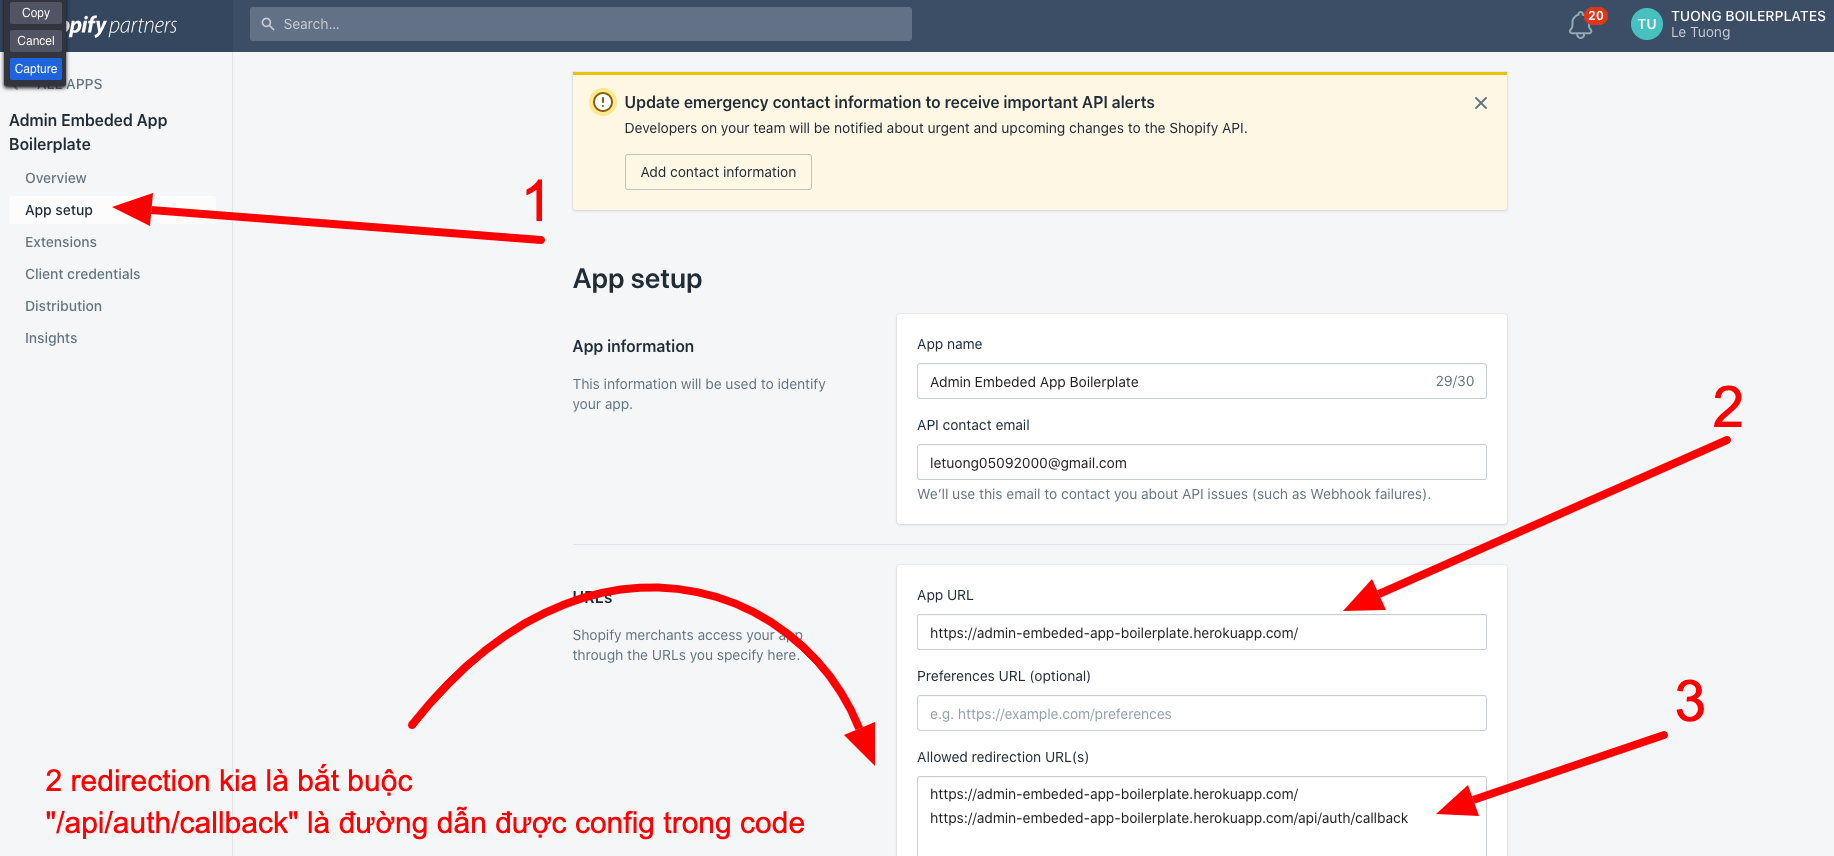 Copy
Cancel
Capture
opify partners
Search...
20
TU
TUONG BOILERPLATES
Le Tuong
ALL APPS
Admin Embeded App
Boilerplate
Overview
App setup
Extensions
Client credentials
Distribution
Insights
1
Update emergency contact information to receive important API alerts
Developers on your team will be notified about urgent and upcoming changes to the Shopify API.
Add contact information
App setup
App information
This information will be used to identify
your app.
App name
Admin Embeded App Boilerplate 29/30
API contact email
letuong05092000@gmail.com
We'll use this email to contact you about API issues (such as Webhook failures).
2
URLs
Shopify merchants access your app
through the URLs you specify here.
App URL
https://admin-embeded-app-boilerplate.herokuapp.com/
Preferences URL (optional)
e.g. https://example.com/preferences
3
Allowed redirection URL(s)
https://admin-embeded-app-boilerplate.herokuapp.com/
https://admin-embeded-app-boilerplate.herokuapp.com/api/auth/callback
2 redirection kia là bắt buộc
"/api/auth/callback" là đường dẫn được config trong code